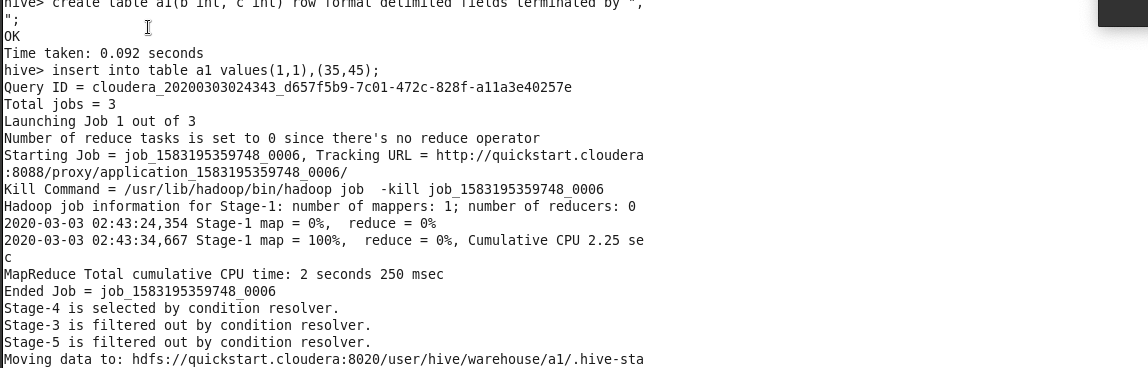 hive> create table a1(b int, c int) row format delimited fields terminated by ",
";
OK
Time taken: 0.092 seconds
hive> insert into table a1 values(1,1),(35,45);
Query ID = cloudera_20200303024343_d657f5b9-7c01-472c-828f-a11a3e40257e
Total jobs = 3
Launching Job 1 out of 3
Number of reduce tasks is set to 0 since there's no reduce operator
Starting Job = job_1583195359748_0006, Tracking URL = http://quickstart.cloudera
:8088/proxy/application_1583195359748_0006/
Kill Command = /usr/lib/hadoop/bin/hadoop job  -kill job_1583195359748_0006
Hadoop job information for Stage-1: number of mappers: 1; number of reducers: 0
2020-03-03 02:43:24,354 Stage-1 map = 0%,  reduce = 0%
2020-03-03 02:43:34,667 Stage-1 map = 100%,  reduce = 0%, Cumulative CPU 2.25 se
c
MapReduce Total cumulative CPU time: 2 seconds 250 msec
Ended Job = job_1583195359748_0006
Stage-4 is selected by condition resolver.
Stage-3 is filtered out by condition resolver.
Stage-5 is filtered out by condition resolver.
Moving data to: hdfs://quickstart.cloudera:8020/user/hive/warehouse/a1/.hive-sta